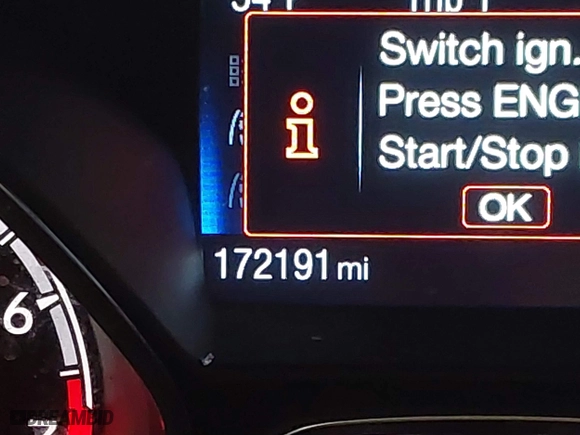 Switch ign.
Press ENG
Start/Stop
OK
172191 mi
6